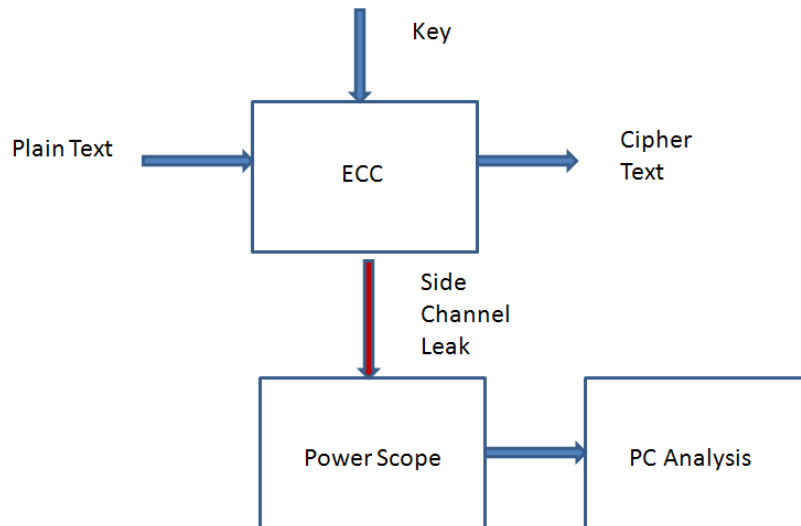 Key
Plain Text
ECC
Cipher
Text
Side
Channel
Leak
Power Scope
PC Analysis